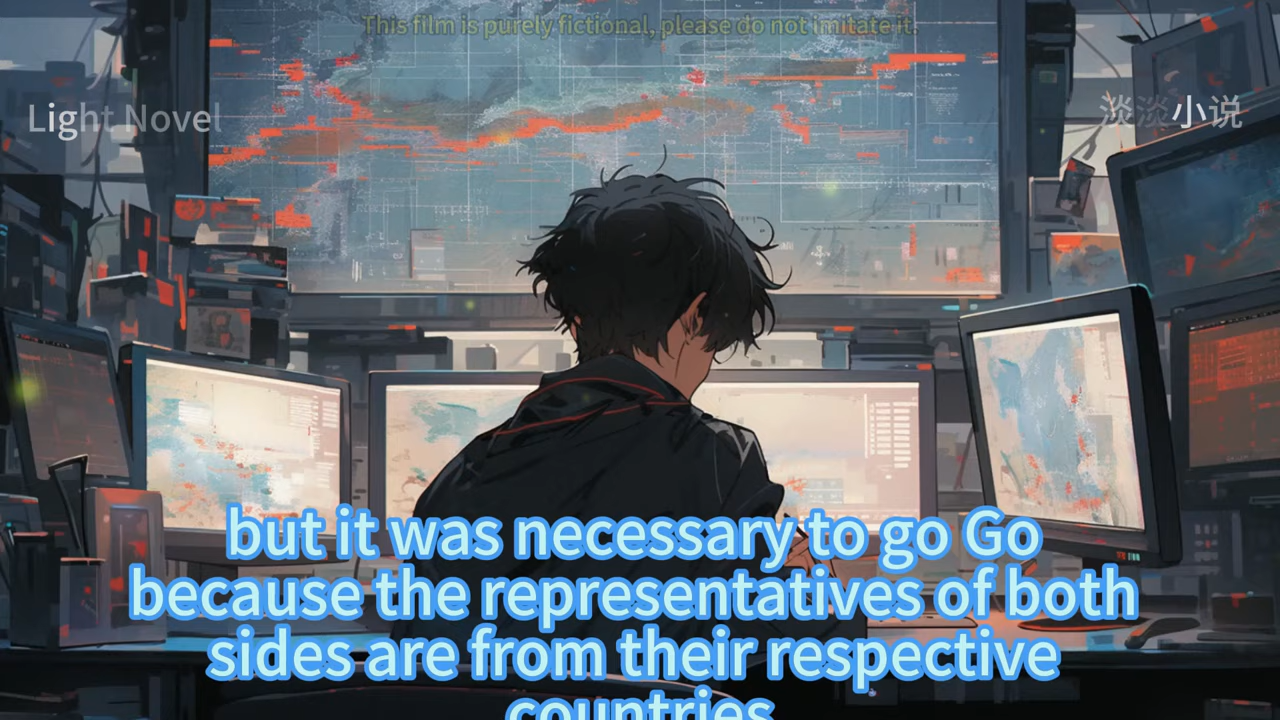 This film is purely fictional, please do not imitate it.
Light Novel
淡淡小说
but it was necessary to go Go
because the representatives of both
sides are from their respective
countries